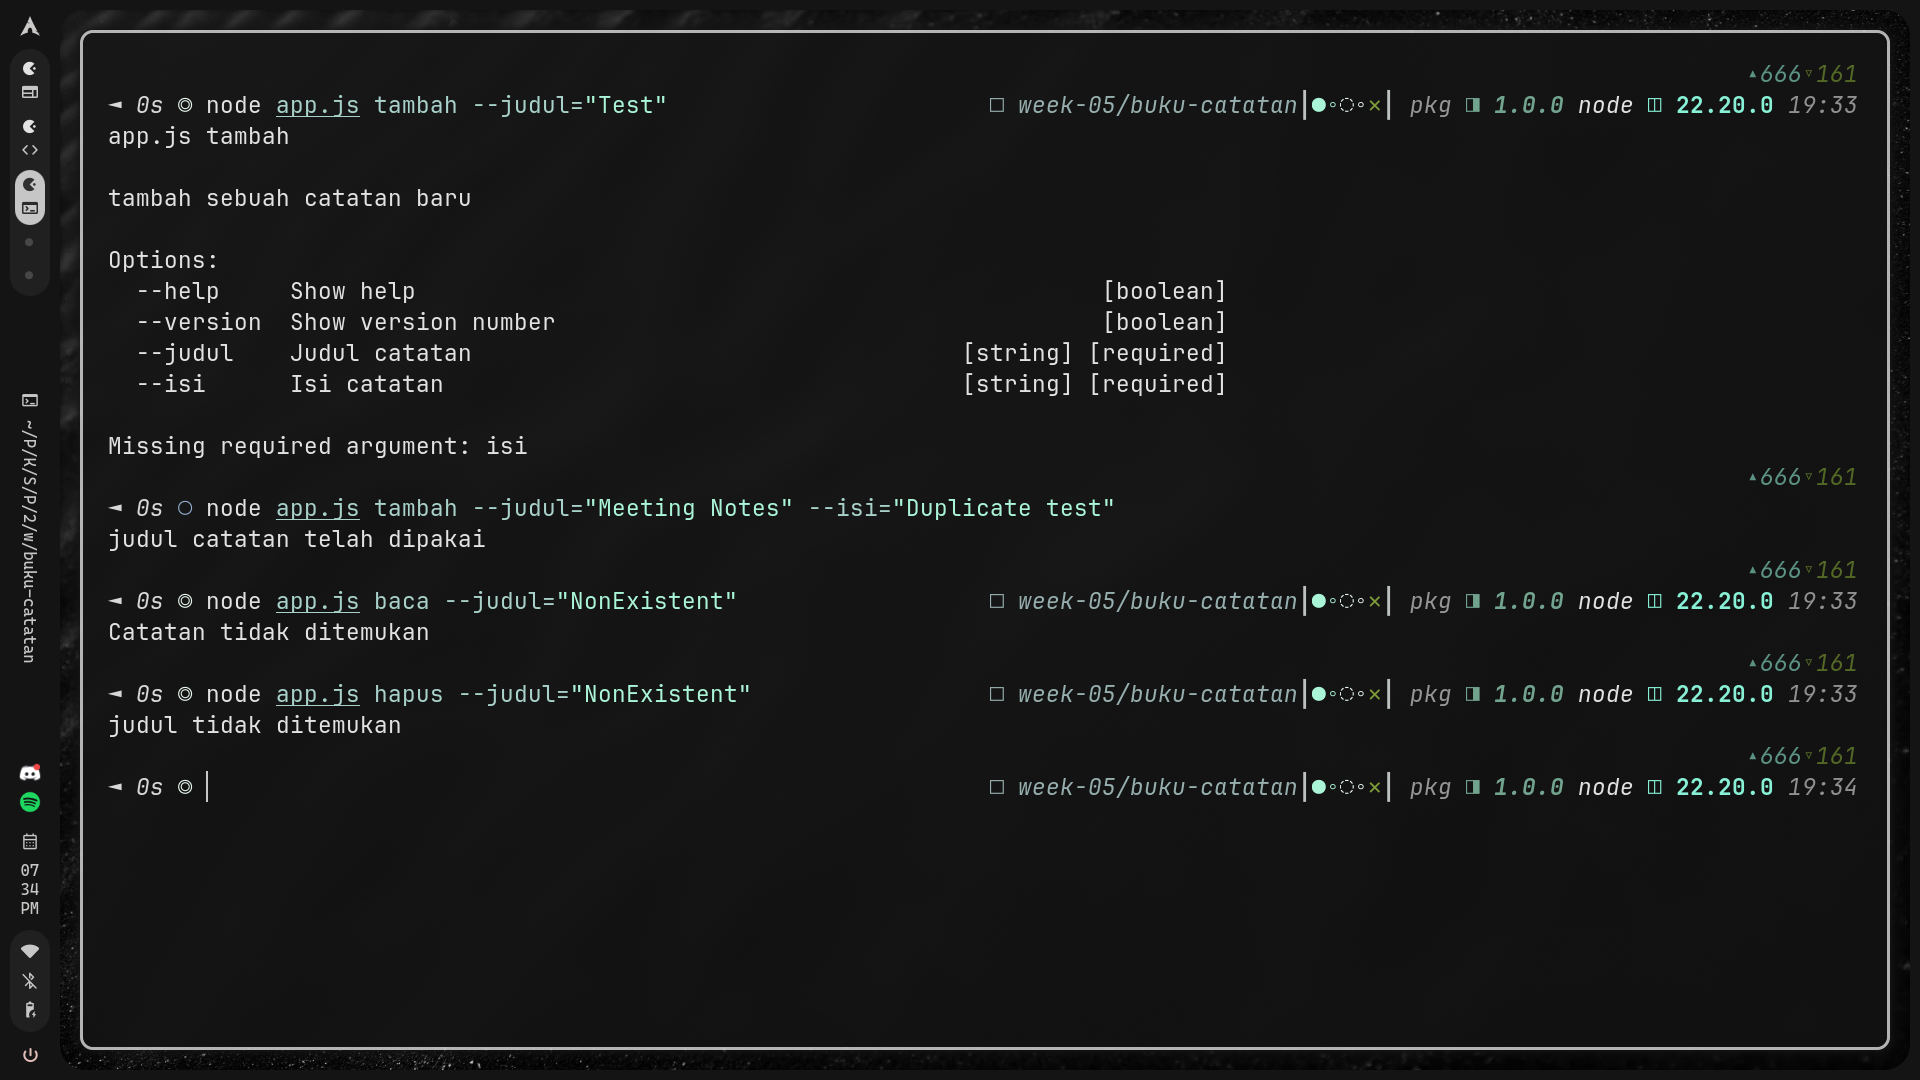 ▴666▿161
◄ 0s ◎ node app.js tambah --judul="Test" □ week-05/buku-catatan|●◦◌◦✕| pkg ◨ 1.0.0 node ◫ 22.20.0 19:33
app.js tambah
tambah sebuah catatan baru
Options:
--help Show help [boolean]
--version Show version number [boolean]
--judul Judul catatan [string] [required]
--isi Isi catatan [string] [required]
Missing required argument: isi
▴666▿161
◄ 0s ○ node app.js tambah --judul="Meeting Notes" --isi="Duplicate test"
judul catatan telah dipakai
▴666▿161
◄ 0s ◎ node app.js baca --judul="NonExistent" □ week-05/buku-catatan|●◦◌◦✕| pkg ◨ 1.0.0 node ◫ 22.20.0 19:33
Catatan tidak ditemukan
▴666▿161
◄ 0s ◎ node app.js hapus --judul="NonExistent" □ week-05/buku-catatan|●◦◌◦✕| pkg ◨ 1.0.0 node ◫ 22.20.0 19:33
judul tidak ditemukan
▴666▿161
◄ 0s ◎ □ week-05/buku-catatan|●◦◌◦✕| pkg ◨ 1.0.0 node ◫ 22.20.0 19:34
~/P/K/S/P/2/w/buku-catatan
07
34
PM